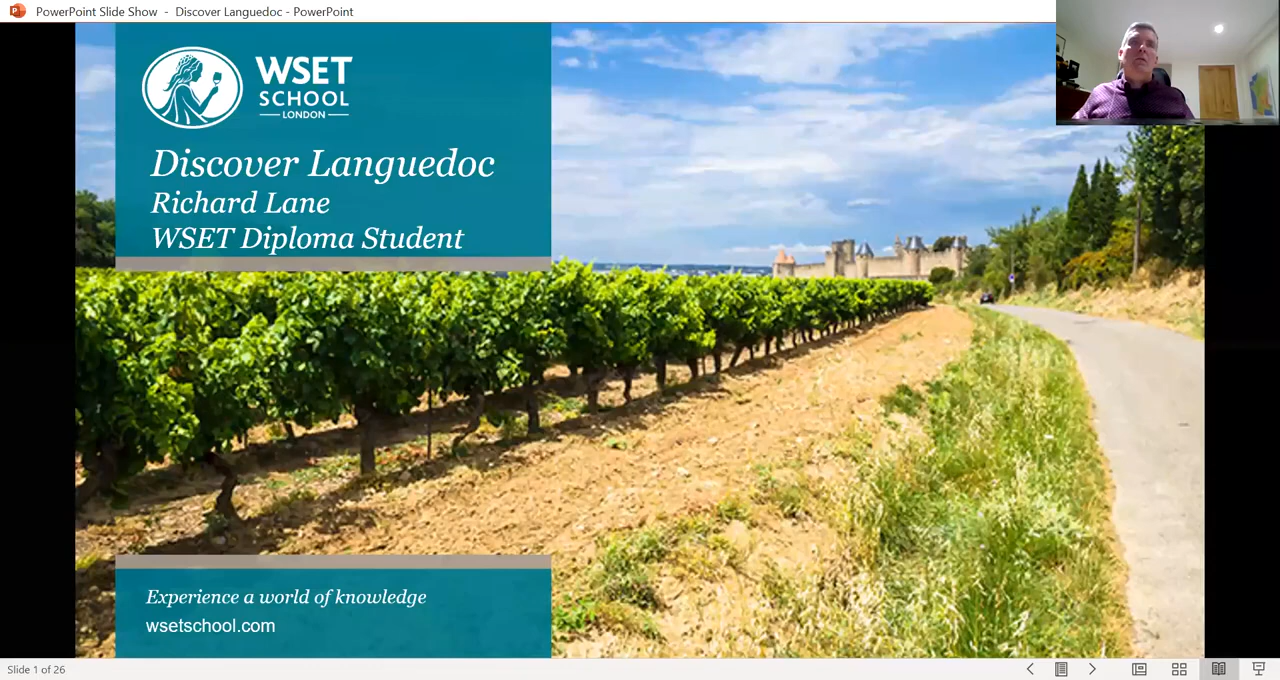 PowerPoint Slide Show - Discover Languedoc - PowerPoint
WSET
SCHOOL
LONDON
Discover Languedoc
Richard Lane
WSET Diploma Student
Experience a world of knowledge
wsetschool.com
Slide 1 of 26